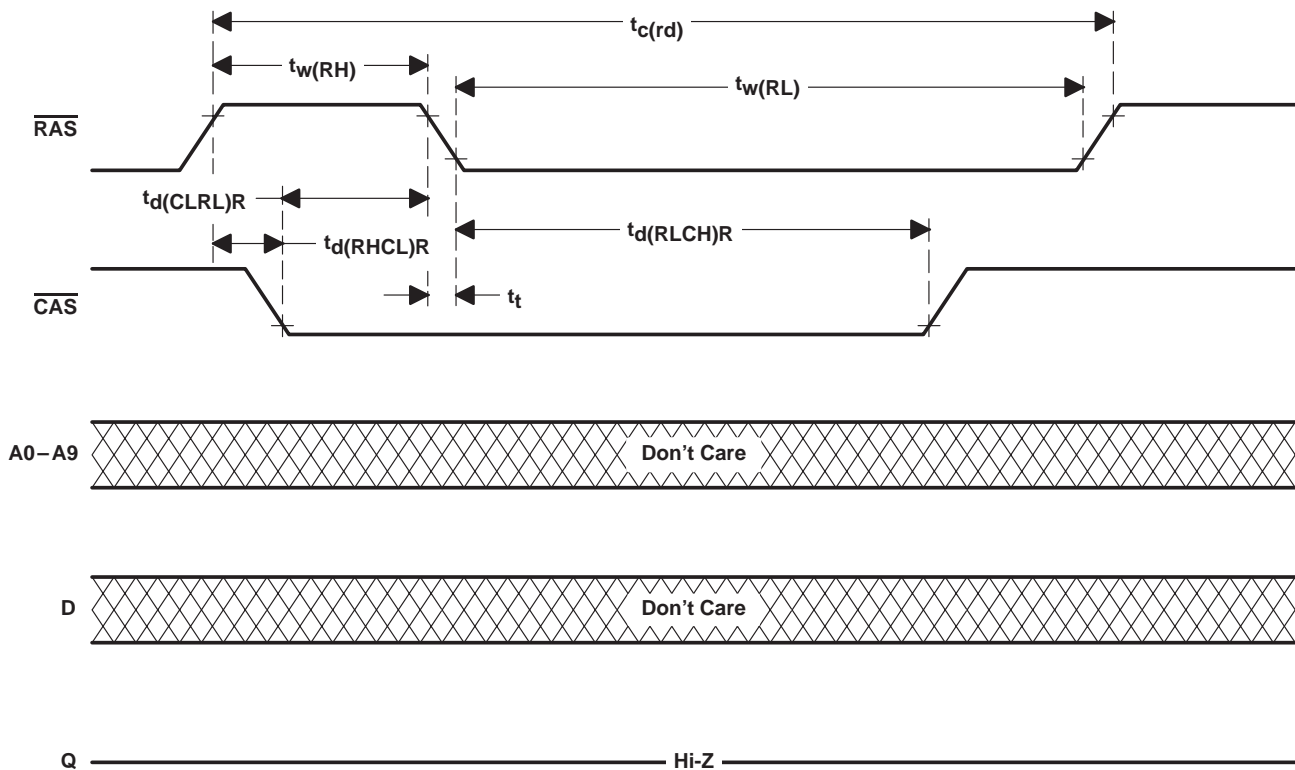 tc(rd)
tw(RH)
tw(RL)
RAS
td(CLRL)R
td(RHCL)R
td(RLCH)R
CAS
tt
A0–A9 Don't Care
D Don't Care
Q Hi-Z